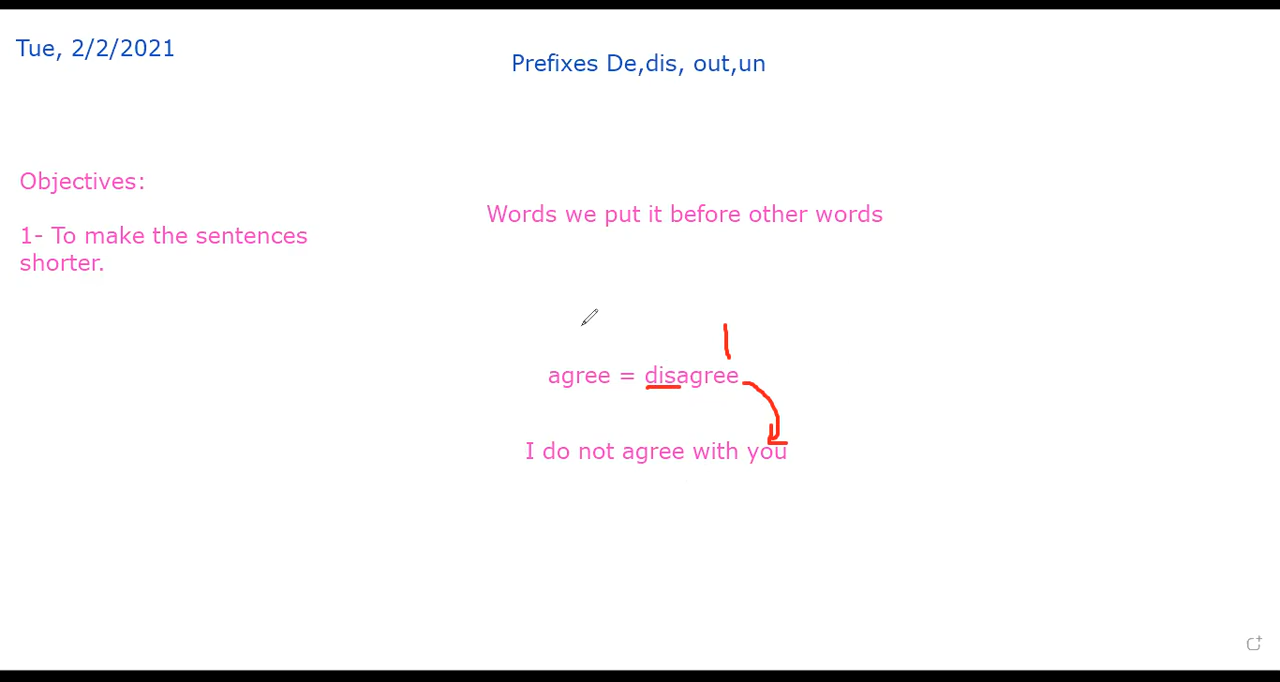 Tue, 2/2/2021
Prefixes De,dis, out,un
Objectives:
1- To make the sentences
shorter.
Words we put it before other words
agree = disagree
I do not agree with you